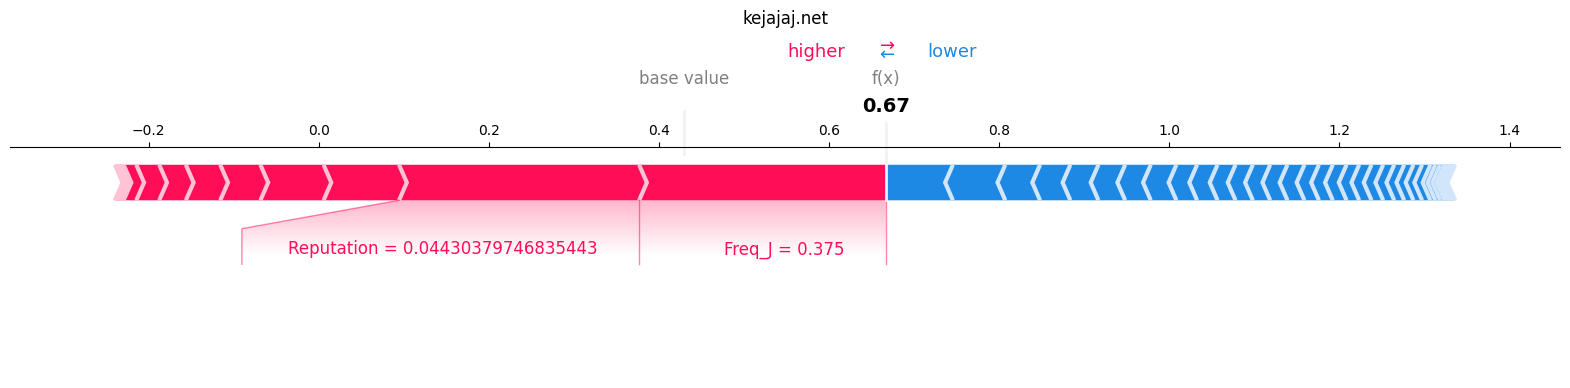 kejajaj.net
higher ⇄ lower
base value f(x)
0.67
−0.2 0.0 0.2 0.4 0.6 0.8 1.0 1.2 1.4
Reputation = 0.04430379746835443 Freq_J = 0.375